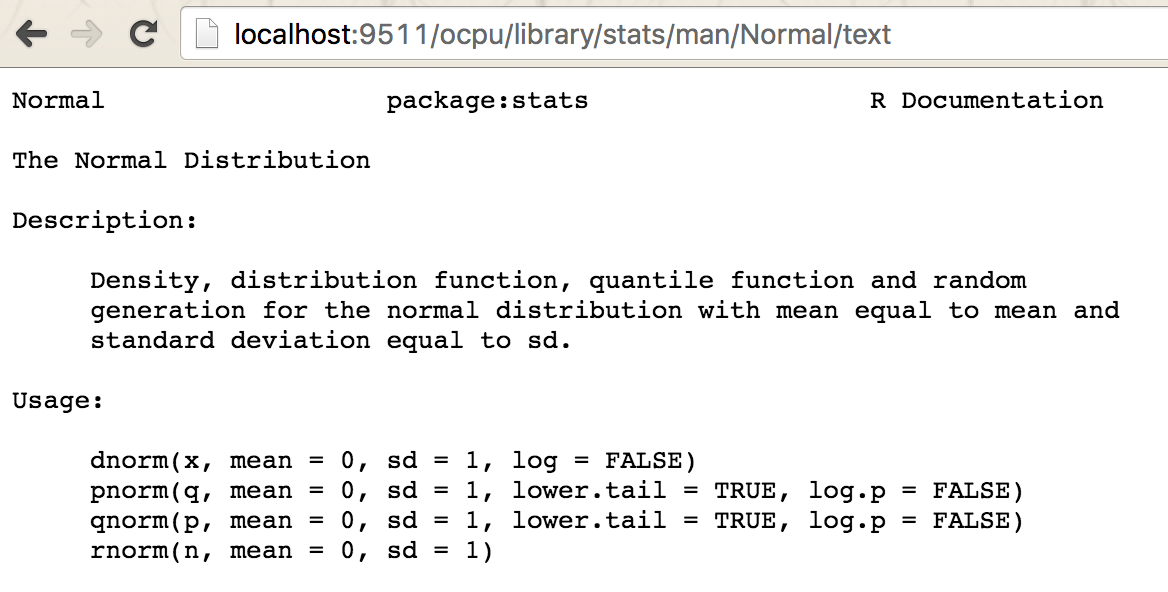 localhost:9511/ocpu/library/stats/man/Normal/text
Normal package:stats R Documentation
The Normal Distribution
Description:
Density, distribution function, quantile function and random
generation for the normal distribution with mean equal to mean and
standard deviation equal to sd.
Usage:
dnorm(x, mean = 0, sd = 1, log = FALSE)
pnorm(q, mean = 0, sd = 1, lower.tail = TRUE, log.p = FALSE)
qnorm(p, mean = 0, sd = 1, lower.tail = TRUE, log.p = FALSE)
rnorm(n, mean = 0, sd = 1)